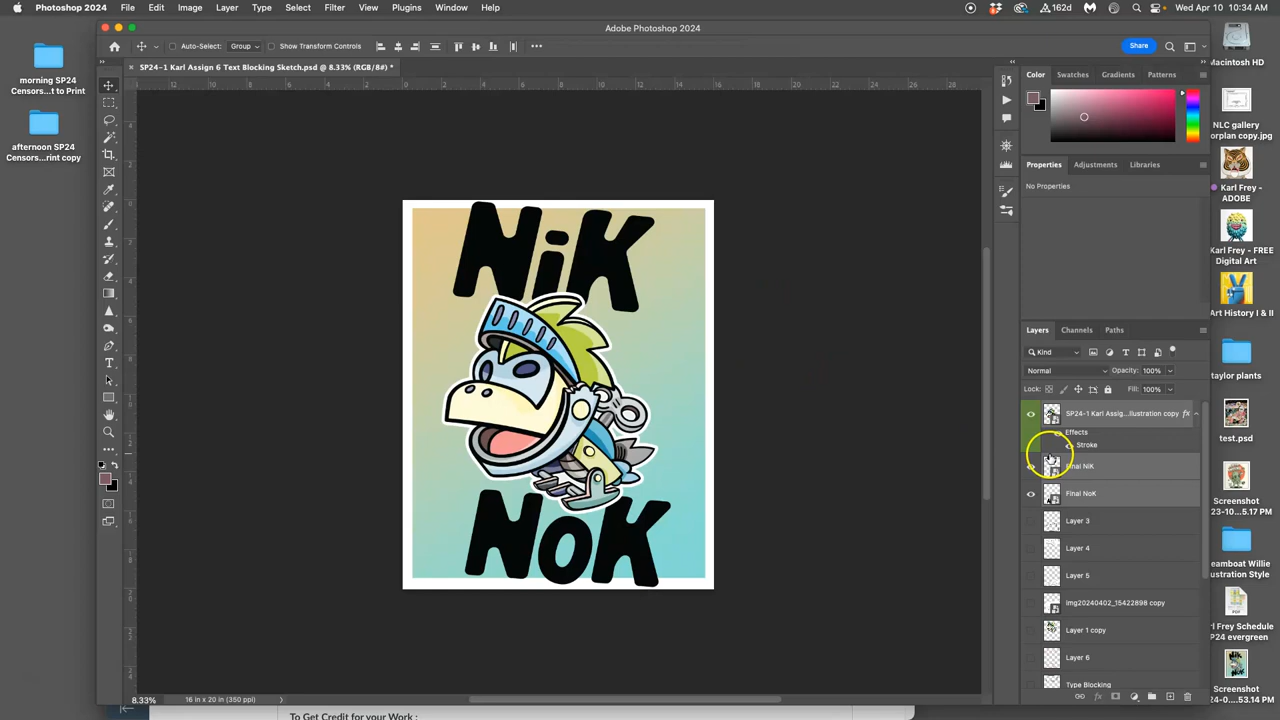 Photoshop 2024 File Edit Image Layer Type Select Filter View Plugins Window Help 162d Wed Apr 10 10:34 AM
Adobe Photoshop 2024
Auto-Select: Group Show Transform Controls Share
SP24-1 Karl Assign 6 Text Blocking Sketch.psd @ 8.33% (RGB/8#) *
morning SP24
Censors...t to Print
afternoon SP24
Censors...rint copy
NiK
NoK
8.33% 16 in x 20 in (350 ppi)
To Get Credit for your Work :
Color Swatches Gradients Patterns
Properties Adjustments Libraries
No Properties
Layers Channels Paths
Kind
Normal Opacity: 100%
Lock: Fill: 100%
SP24-1 Karl Assig...illustration copy fx
Effects
Stroke
Final NiK
Final NoK
Layer 3
Layer 4
Layer 5
img20240402_15422898 copy
Layer 1 copy
Layer 6
Type Blocking
Macintosh HD
NLC gallery
orplan copy.jpg
Karl Frey -
ADOBE
Karl Frey - FREE
Digital Art
Art History I & II
taylor plants
test.psd
Screenshot
23-10...5.17 PM
eamboat Willie
ustration Style
rl Frey Schedule
P24 evergreen
Screenshot
...53.14 PM